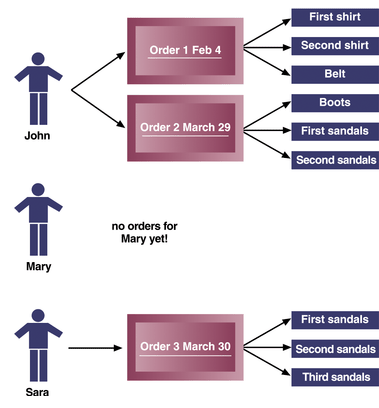 First shirt
Order 1 Feb 4
Second shirt
Belt
John
Boots
Order 2 March 29
First sandals
Second sandals
no orders for
Mary yet!
Mary
First sandals
Order 3 March 30
Second sandals
Third sandals
Sara